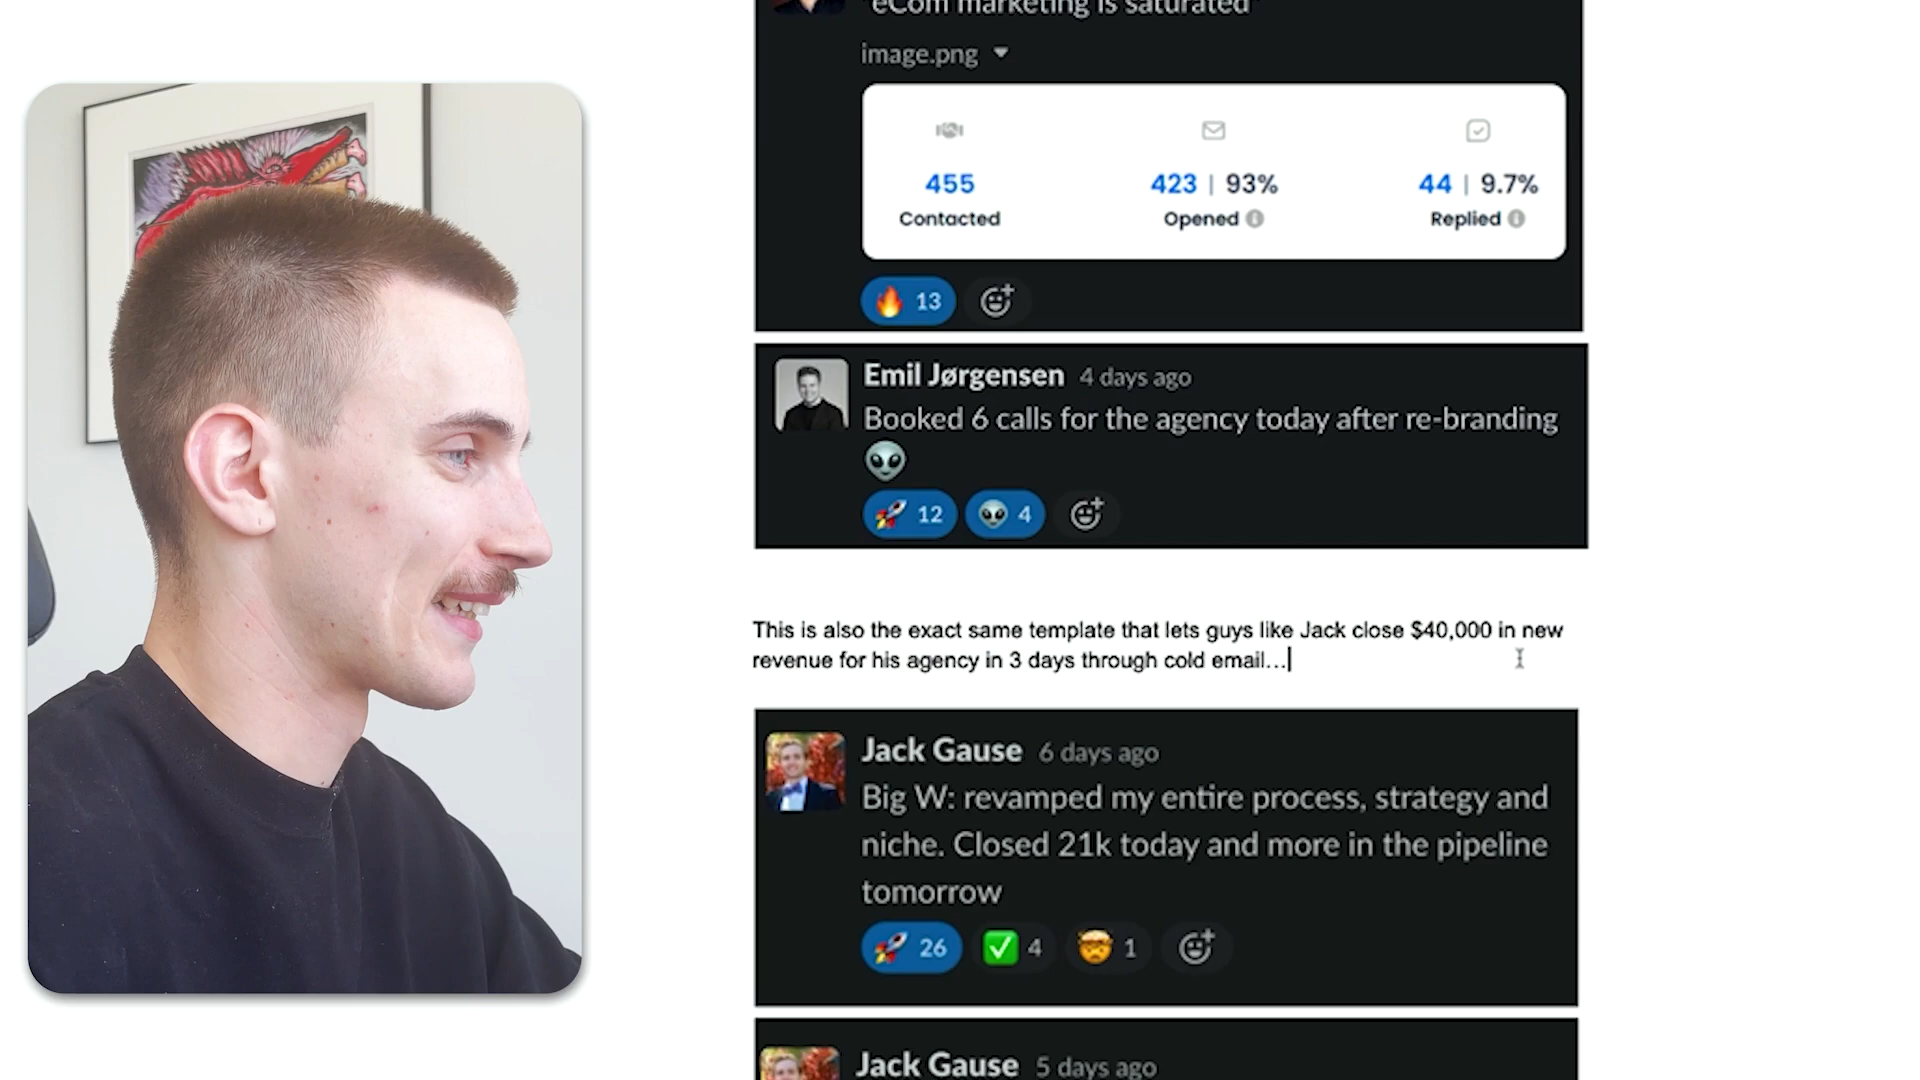 "eCom marketing is saturated"
image.png
455
423 | 93%
44 | 9.7%
Contacted
Opened
Replied
13
Emil Jørgensen 4 days ago
Booked 6 calls for the agency today after re-branding
12
4
This is also the exact same template that lets guys like Jack close $40,000 in new
revenue for his agency in 3 days through cold email...
Jack Gause 6 days ago
Big W: revamped my entire process, strategy and
niche. Closed 21k today and more in the pipeline
tomorrow
26
4
1
Jack Gause 5 days ago